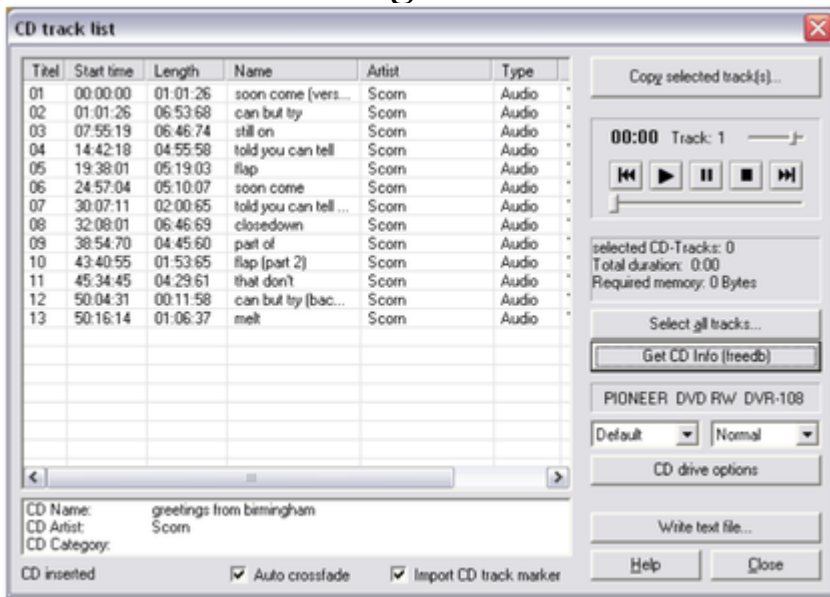 CD track list
Titel Start time Length Name Artist Type
01 00:00:00 01:01:26 soon come (vers... Scorn Audio
02 01:01:26 06:53:68 can but try Scorn Audio
03 07:55:19 06:46:74 still on Scorn Audio
04 14:42:18 04:55:58 told you can tell Scorn Audio
05 19:38:01 05:19:03 flap Scorn Audio
06 24:57:04 05:10:07 soon come Scorn Audio
07 30:07:11 02:00:65 told you can tell ... Scorn Audio
08 32:08:01 06:46:69 closedown Scorn Audio
09 38:54:70 04:45:60 part of Scorn Audio
10 43:40:55 01:53:65 flap (part 2) Scorn Audio
11 45:34:45 04:29:61 that don't Scorn Audio
12 50:04:31 00:11:58 can but try (bac... Scorn Audio
13 50:16:14 01:06:37 melt Scorn Audio
CD Name: greetings from birmingham
CD Artist: Scorn
CD Category:
CD inserted Auto crossfade Import CD track marker
Copy selected track(s)...
00:00 Track: 1
selected CD-Tracks: 0
Total duration: 0:00
Required memory: 0 Bytes
Select all tracks...
Get CD Info (freedb)
PIONEER DVD RW DVR-108
Default Normal
CD drive options
Write text file...
Help Close